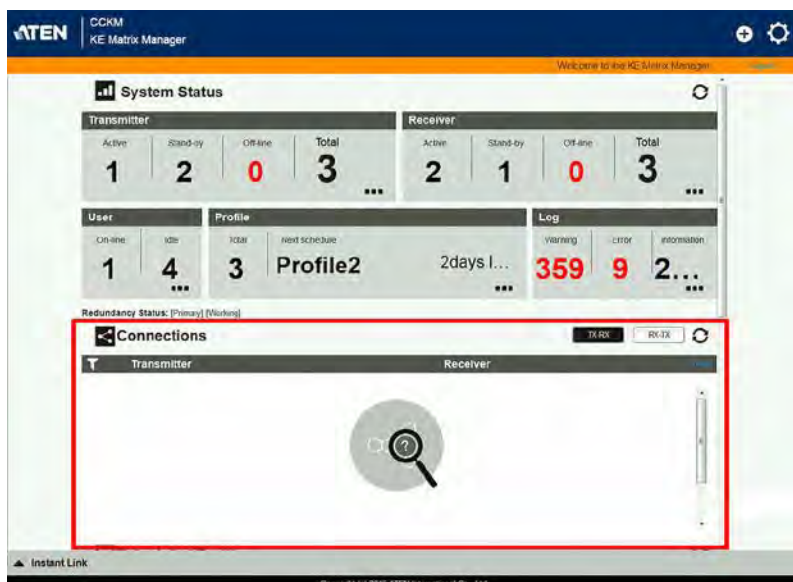 ATEN
CCKM
KE Matrix Manager
Welcome to the KE Matrix Manager
System Status
Transmitter
Receiver
Active
Stand-by
Off-line
Total
Active
Stand-by
Off-line
Total
1
2
0
3
...
2
1
0
3
...
User
Profile
Log
On-line
Idle
Total
Next schedule
Warning
Error
Information
1
4
...
3
Profile2
2days l...
...
359
9
2...
...
Redundancy Status: [Primary] [Working]
Connections
TX-RX
RX-TX
Transmitter
Receiver
?
Instant Link